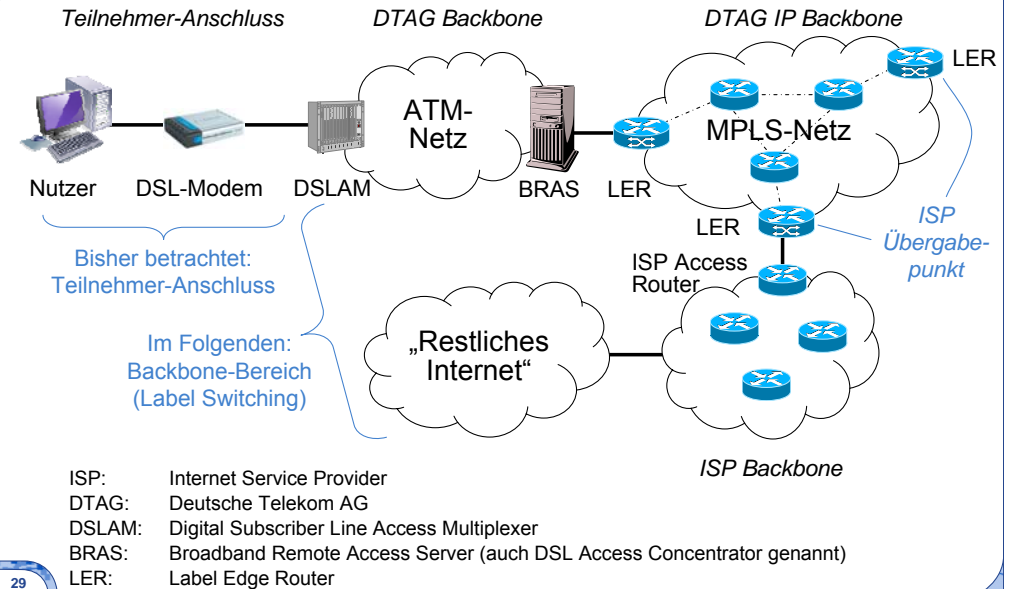 Teilnehmer-Anschluss
DTAG Backbone
DTAG IP Backbone
Nutzer
DSL-Modem
DSLAM
ATM-
Netz
BRAS
LER
MPLS-Netz
LER
LER
ISP
Übergabe-
punkt
Bisher betrachtet:
Teilnehmer-Anschluss
Im Folgenden:
Backbone-Bereich
(Label Switching)
ISP Access
Router
„Restliches
Internet“
ISP Backbone
ISP: Internet Service Provider
DTAG: Deutsche Telekom AG
DSLAM: Digital Subscriber Line Access Multiplexer
BRAS: Broadband Remote Access Server (auch DSL Access Concentrator genannt)
LER: Label Edge Router
29